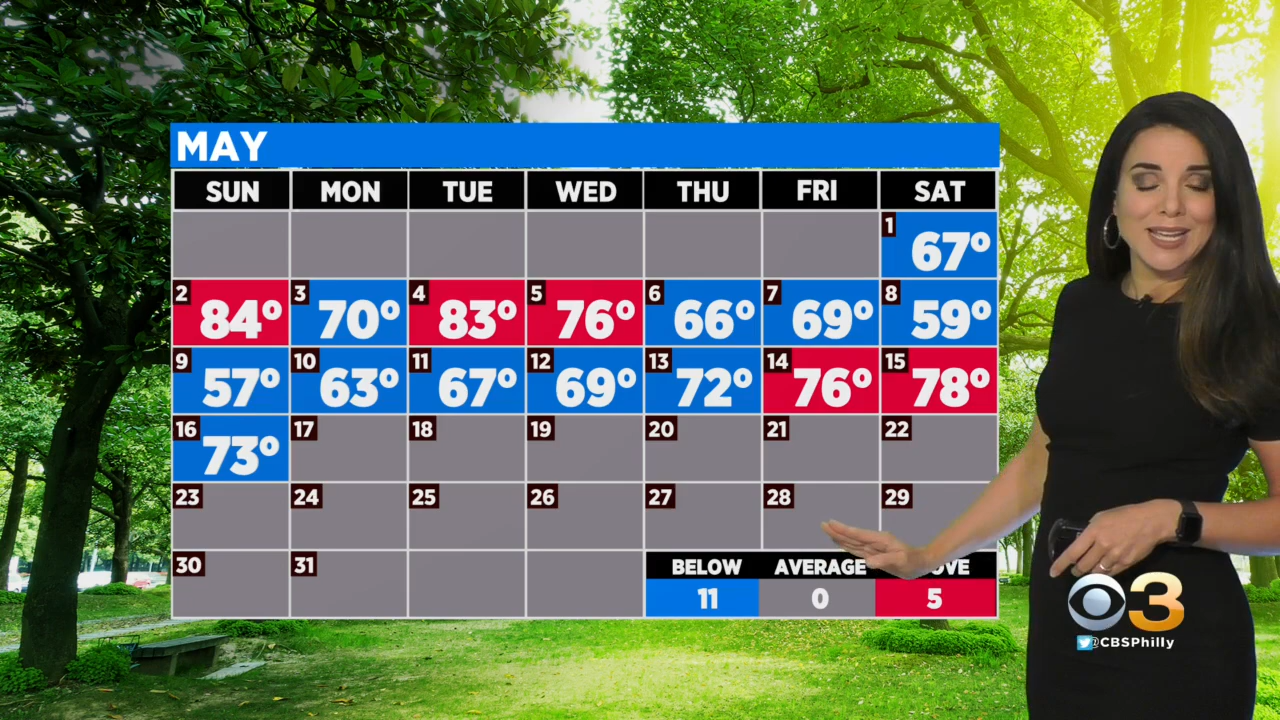 MAY
SUN MON TUE WED THU FRI SAT
1
67°
2 3 4 5 6 7 8
84° 70° 83° 76° 66° 69° 59°
9 10 11 12 13 14 15
57° 63° 67° 69° 72° 76° 78°
16 17 18 19 20 21 22
73°
23 24 25 26 27 28 29
30 31
BELOW AVERAGE
11 0 5
3
@CBSPhilly